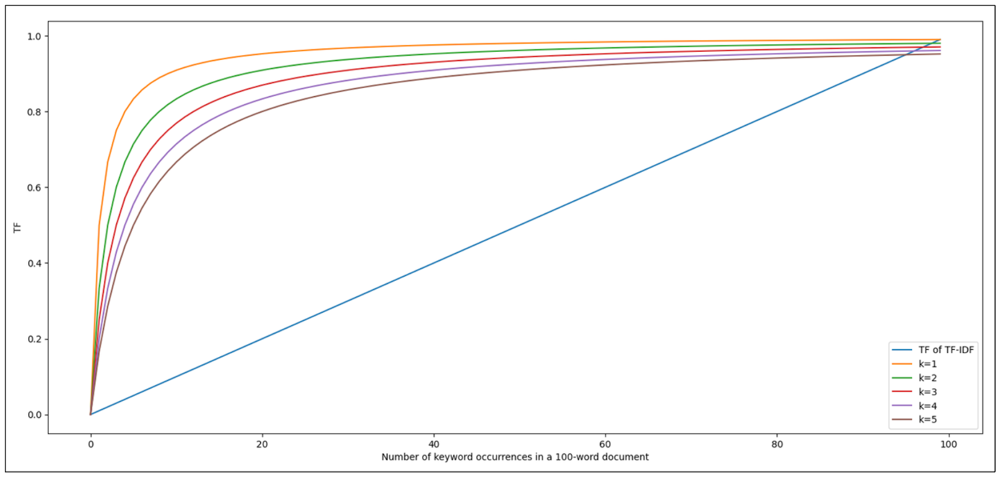 1.0
0.8
0.6
0.4
0.2
0.0
TF
0 20 40 60 80 100
Number of keyword occurrences in a 100-word document
TF of TF-IDF
k=1
k=2
k=3
k=4
k=5